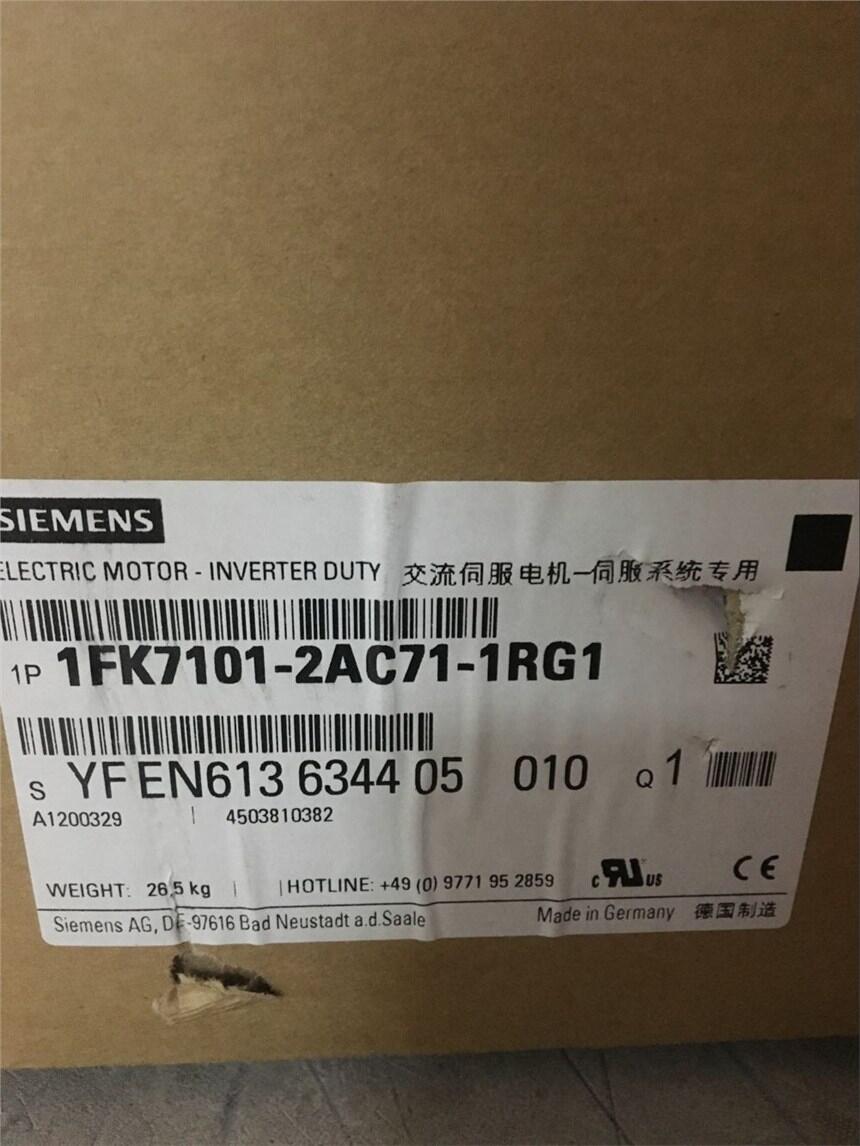 SIEMENS
ELECTRIC MOTOR - INVERTER DUTY 交流伺服电机—伺服系统专用
1P 1FK7101-2AC71-1RG1
S YFEN613 6344 05 010 Q 1
A1200329 | 4503810382
WEIGHT: 26,5 kg | | HOTLINE: +49 (0) 9771 95 2859 c RU US CE
Siemens AG, DE-97616 Bad Neustadt a.d.Saale Made in Germany 德国制造